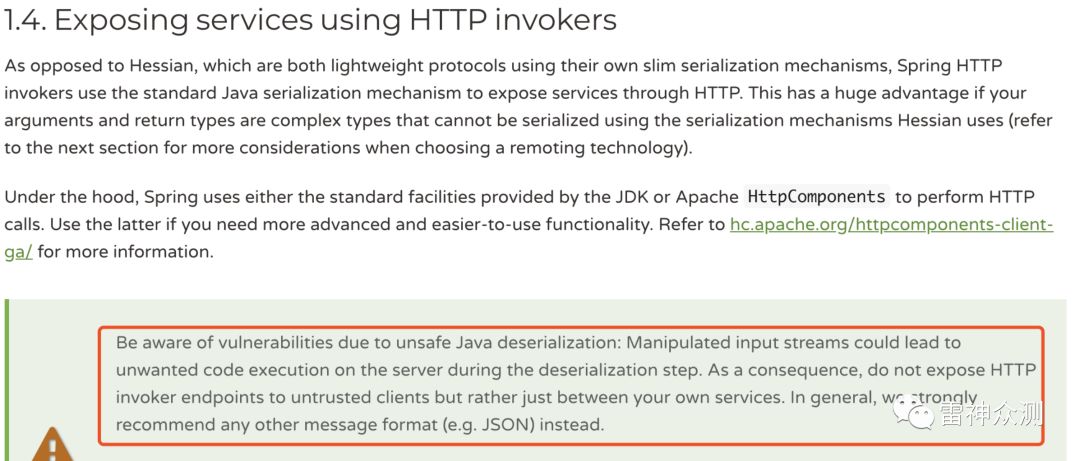 1.4. Exposing services using HTTP invokers
As opposed to Hessian, which are both lightweight protocols using their own slim serialization mechanisms, Spring HTTP
invokers use the standard Java serialization mechanism to expose services through HTTP. This has a huge advantage if your
arguments and return types are complex types that cannot be serialized using the serialization mechanisms Hessian uses (refer
to the next section for more considerations when choosing a remoting technology).
Under the hood, Spring uses either the standard facilities provided by the JDK or Apache HttpComponents to perform HTTP
calls. Use the latter if you need more advanced and easier-to-use functionality. Refer to hc.apache.org/httpcomponents-client-
ga/ for more information.
Be aware of vulnerabilities due to unsafe Java deserialization: Manipulated input streams could lead to
unwanted code execution on the server during the deserialization step. As a consequence, do not expose HTTP
invoker endpoints to untrusted clients but rather just between your own services. In general, we strongly
recommend any other message format (e.g. JSON) instead.
雷神众测